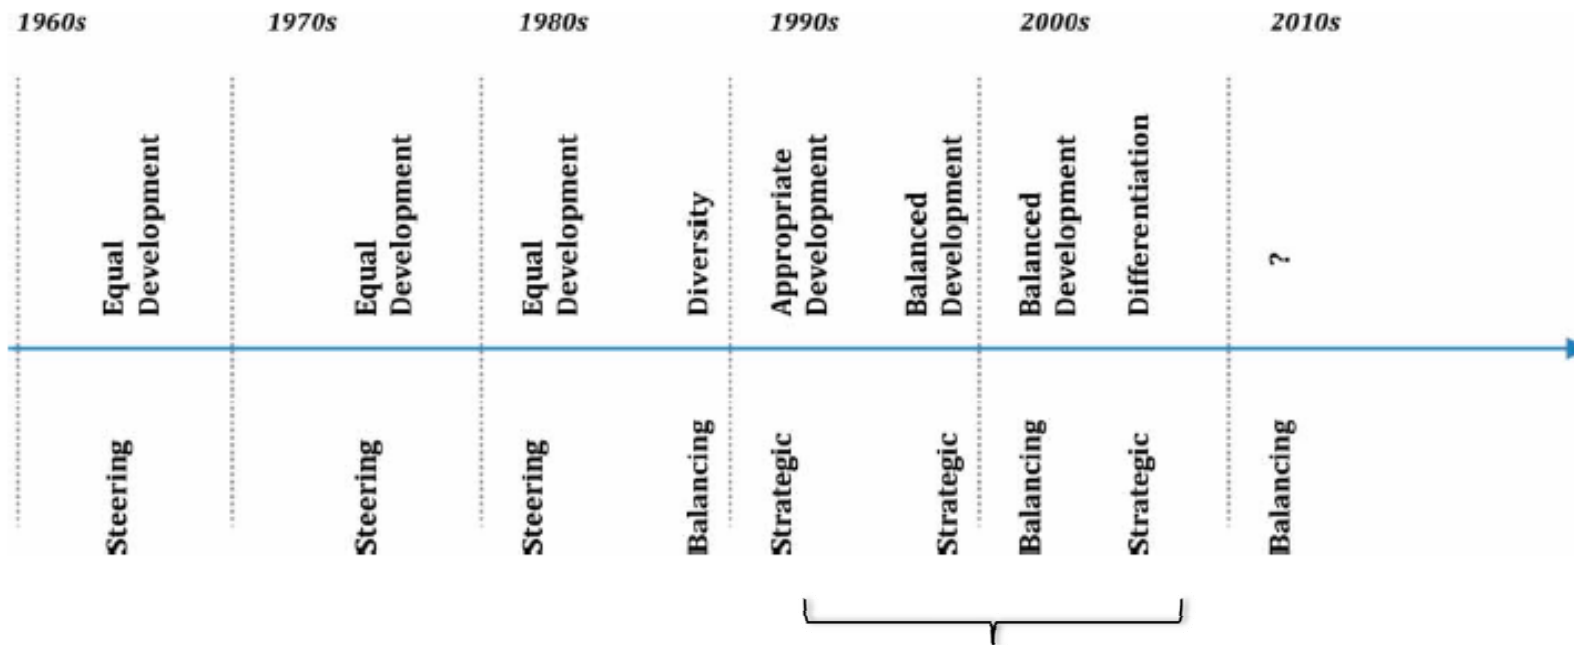 1960s 1970s 1980s 1990s 2000s 2010s
Equal
Development
Equal
Development
Equal
Development
Diversity
Appropriate
Development
Balanced
Development
Balanced
Development
Differentiation
?
Steering
Steering
Steering
Balancing
Strategic
Strategic
Balancing
Strategic
Balancing